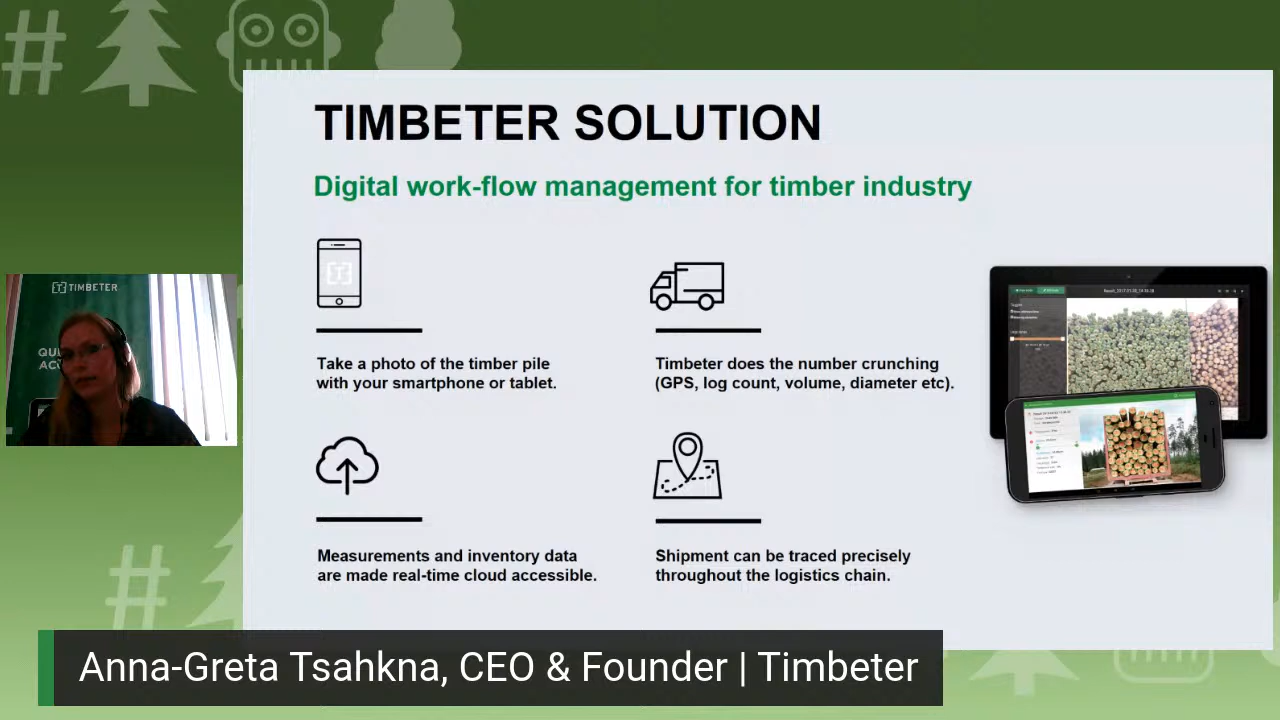 TIMBETER SOLUTION
Digital work-flow management for timber industry
Take a photo of the timber pile
with your smartphone or tablet.
Timbeter does the number crunching
(GPS, log count, volume, diameter etc).
Measurements and inventory data
are made real-time cloud accessible.
Shipment can be traced precisely
throughout the logistics chain.
TIMBETER
Anna-Greta Tsahkna, CEO & Founder | Timbeter